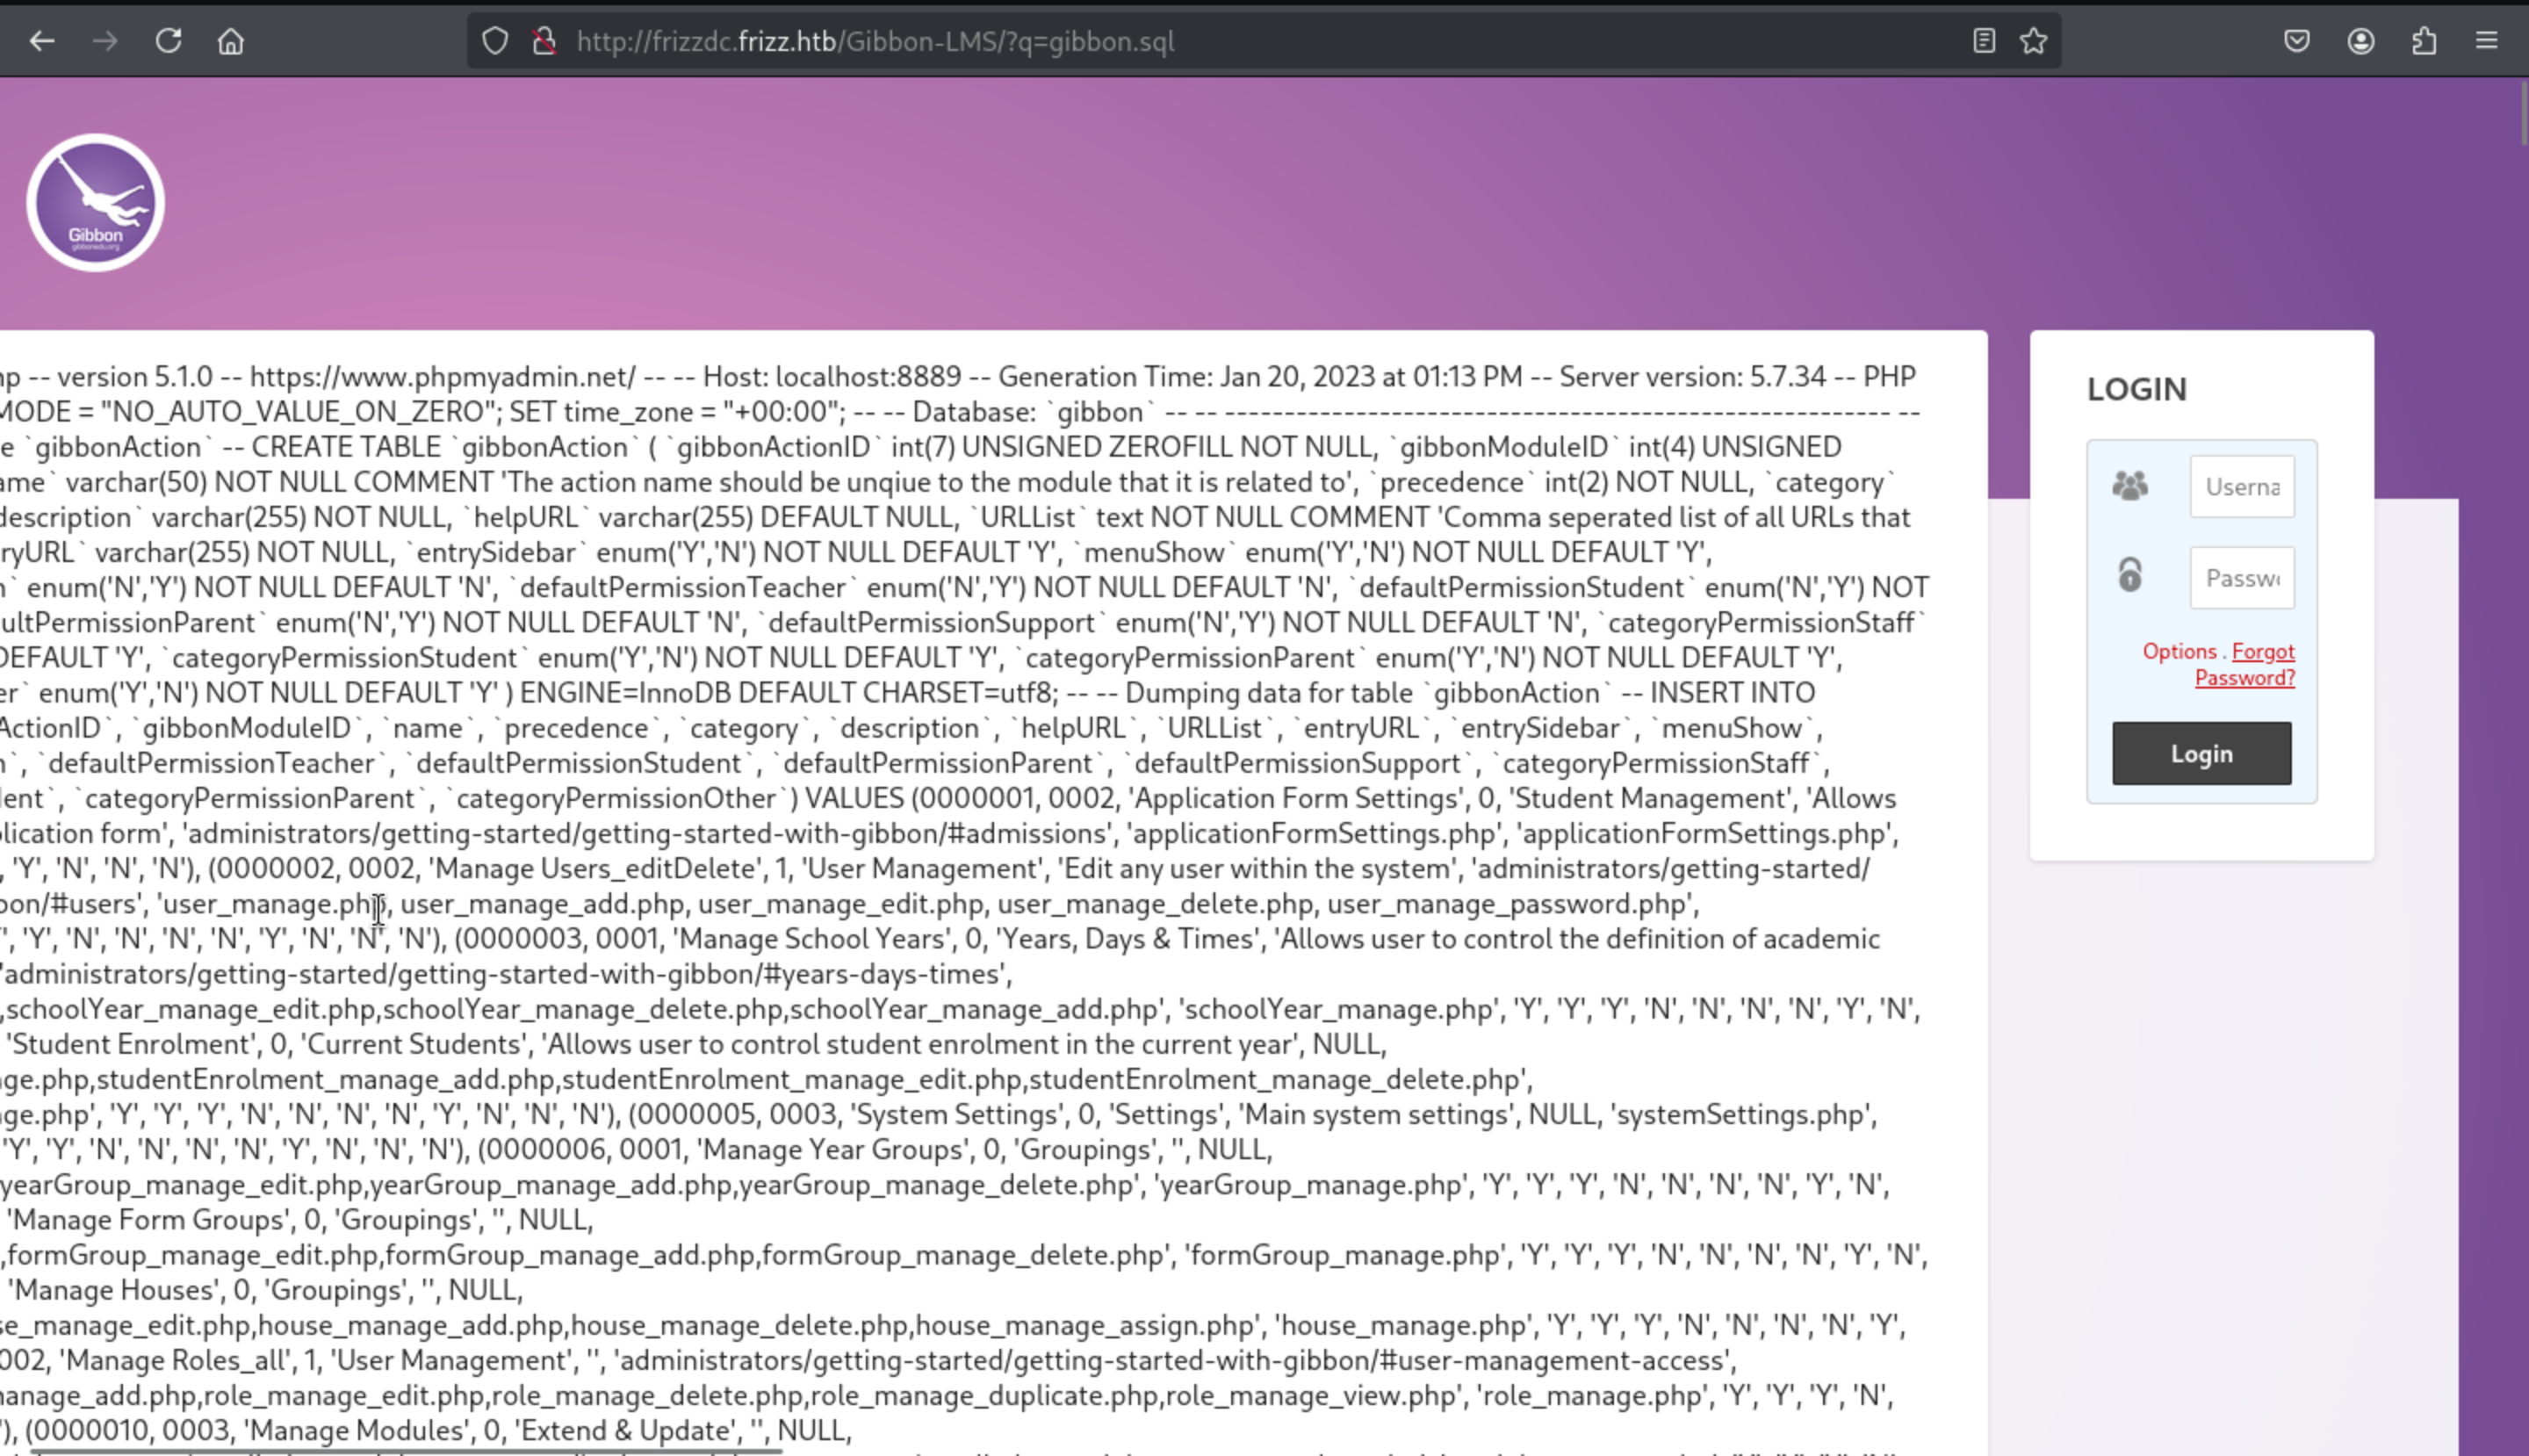 http://frizzdc.frizz.htb/Gibbon-LMS/?q=gibbon.sql
Gibbon
gibbonedu.org
-- version 5.1.0 -- https://www.phpmyadmin.net/ -- -- Host: localhost:8889 -- Generation Time: Jan 20, 2023 at 01:13 PM -- Server version: 5.7.34 -- PHP
MODE = "NO_AUTO_VALUE_ON_ZERO"; SET time_zone = "+00:00"; -- -- Database: `gibbon` -- -- -------------------------------------------------------- --
e `gibbonAction` -- CREATE TABLE `gibbonAction` ( `gibbonActionID` int(7) UNSIGNED ZEROFILL NOT NULL, `gibbonModuleID` int(4) UNSIGNED
ame` varchar(50) NOT NULL COMMENT 'The action name should be unqiue to the module that it is related to', `precedence` int(2) NOT NULL, `category`
description` varchar(255) NOT NULL, `helpURL` varchar(255) DEFAULT NULL, `URLList` text NOT NULL COMMENT 'Comma seperated list of all URLs that
ryURL` varchar(255) NOT NULL, `entrySidebar` enum('Y','N') NOT NULL DEFAULT 'Y', `menuShow` enum('Y','N') NOT NULL DEFAULT 'Y',
n` enum('N','Y') NOT NULL DEFAULT 'N', `defaultPermissionTeacher` enum('N','Y') NOT NULL DEFAULT 'N', `defaultPermissionStudent` enum('N','Y') NOT
ultPermissionParent` enum('N','Y') NOT NULL DEFAULT 'N', `defaultPermissionSupport` enum('N','Y') NOT NULL DEFAULT 'N', `categoryPermissionStaff`
DEFAULT 'Y', `categoryPermissionStudent` enum('Y','N') NOT NULL DEFAULT 'Y', `categoryPermissionParent` enum('Y','N') NOT NULL DEFAULT 'Y',
er` enum('Y','N') NOT NULL DEFAULT 'Y' ) ENGINE=InnoDB DEFAULT CHARSET=utf8; -- -- Dumping data for table `gibbonAction` -- INSERT INTO
ActionID`, `gibbonModuleID`, `name`, `precedence`, `category`, `description`, `helpURL`, `URLList`, `entryURL`, `entrySidebar`, `menuShow`,
n`, `defaultPermissionTeacher`, `defaultPermissionStudent`, `defaultPermissionParent`, `defaultPermissionSupport`, `categoryPermissionStaff`,
lent`, `categoryPermissionParent`, `categoryPermissionOther`) VALUES (0000001, 0002, 'Application Form Settings', 0, 'Student Management', 'Allows
plication form', 'administrators/getting-started/getting-started-with-gibbon/#admissions', 'applicationFormSettings.php', 'applicationFormSettings.php',
, 'Y', 'N', 'N', 'N'), (0000002, 0002, 'Manage Users_editDelete', 1, 'User Management', 'Edit any user within the system', 'administrators/getting-started/
bon/#users', 'user_manage.php, user_manage_add.php, user_manage_edit.php, user_manage_delete.php, user_manage_password.php',
', 'Y', 'N', 'N', 'N', 'N', 'Y', 'N', 'N', 'N'), (0000003, 0001, 'Manage School Years', 0, 'Years, Days & Times', 'Allows user to control the definition of academic
'administrators/getting-started/getting-started-with-gibbon/#years-days-times',
,schoolYear_manage_edit.php,schoolYear_manage_delete.php,schoolYear_manage_add.php', 'schoolYear_manage.php', 'Y', 'Y', 'Y', 'N', 'N', 'N', 'N', 'Y', 'N',
'Student Enrolment', 0, 'Current Students', 'Allows user to control student enrolment in the current year', NULL,
ge.php,studentEnrolment_manage_add.php,studentEnrolment_manage_edit.php,studentEnrolment_manage_delete.php',
ge.php', 'Y', 'Y', 'Y', 'N', 'N', 'N', 'N', 'Y', 'N', 'N', 'N'), (0000005, 0003, 'System Settings', 0, 'Settings', 'Main system settings', NULL, 'systemSettings.php',
'Y', 'Y', 'N', 'N', 'N', 'N', 'Y', 'N', 'N', 'N'), (0000006, 0001, 'Manage Year Groups', 0, 'Groupings', '', NULL,
yearGroup_manage_edit.php,yearGroup_manage_add.php,yearGroup_manage_delete.php', 'yearGroup_manage.php', 'Y', 'Y', 'Y', 'N', 'N', 'N', 'N', 'Y', 'N',
'Manage Form Groups', 0, 'Groupings', '', NULL,
,formGroup_manage_edit.php,formGroup_manage_add.php,formGroup_manage_delete.php', 'formGroup_manage.php', 'Y', 'Y', 'Y', 'N', 'N', 'N', 'N', 'Y', 'N',
'Manage Houses', 0, 'Groupings', '', NULL,
se_manage_edit.php,house_manage_add.php,house_manage_delete.php,house_manage_assign.php', 'house_manage.php', 'Y', 'Y', 'Y', 'N', 'N', 'N', 'N', 'Y',
002, 'Manage Roles_all', 1, 'User Management', '', 'administrators/getting-started/getting-started-with-gibbon/#user-management-access',
nanage_add.php,role_manage_edit.php,role_manage_delete.php,role_manage_duplicate.php,role_manage_view.php', 'role_manage.php', 'Y', 'Y', 'Y', 'N',
'), (0000010, 0003, 'Manage Modules', 0, 'Extend & Update', '', NULL,
LOGIN
Userna
Passw
Options . Forgot
Password?
Login